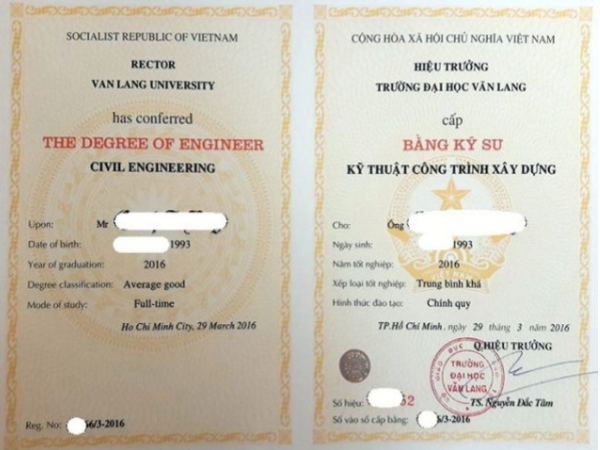 SOCIALIST REPUBLIC OF VIETNAM
RECTOR
VAN LANG UNIVERSITY
has conferred
THE DEGREE OF ENGINEER
CIVIL ENGINEERING
Upon: Mr
Date of birth: 1993
Year of graduation: 2016
Degree classification: Average good
Mode of study: Full-time
Ho Chi Minh City, 29 March 2016
Reg. No: 66/3-2016
CỘNG HÒA XÃ HỘI CHỦ NGHĨA VIỆT NAM
HIỆU TRƯỞNG
TRƯỜNG ĐẠI HỌC VĂN LANG
cấp
BẰNG KỸ SƯ
KỸ THUẬT CÔNG TRÌNH XÂY DỰNG
Cho: Ông
Ngày sinh: 1993
Năm tốt nghiệp: 2016
Xếp loại tốt nghiệp: Trung bình khá
Hình thức đào tạo: Chính quy
TP.Hồ Chí Minh, ngày 29 tháng 3 năm 2016
Q.HIỆU TRƯỞNG
TRƯỜNG
ĐẠI HỌC
VĂN LANG
TS. Nguyễn Đắc Tâm
Số hiệu: 52
Số vào sổ cấp bằng: 6/3-2016